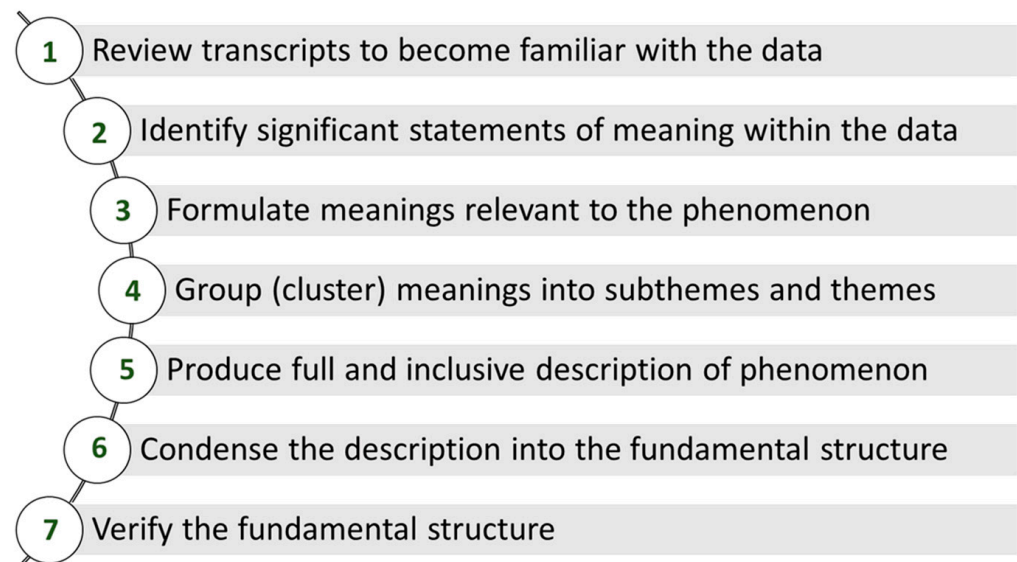 1 Review transcripts to become familiar with the data
2 Identify significant statements of meaning within the data
3 Formulate meanings relevant to the phenomenon
4 Group (cluster) meanings into subthemes and themes
5 Produce full and inclusive description of phenomenon
6 Condense the description into the fundamental structure
7 Verify the fundamental structure